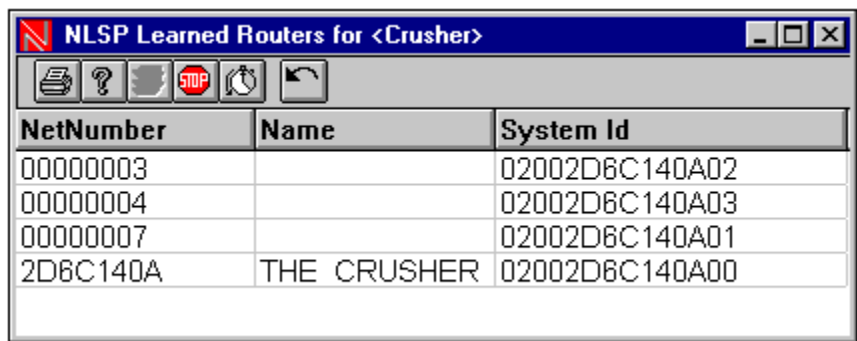 NLSP Learned Routers for <Crusher>
STOP
NetNumber Name System Id
00000003 02002D6C140A02
00000004 02002D6C140A03
00000007 02002D6C140A01
2D6C140A THE CRUSHER 02002D6C140A00